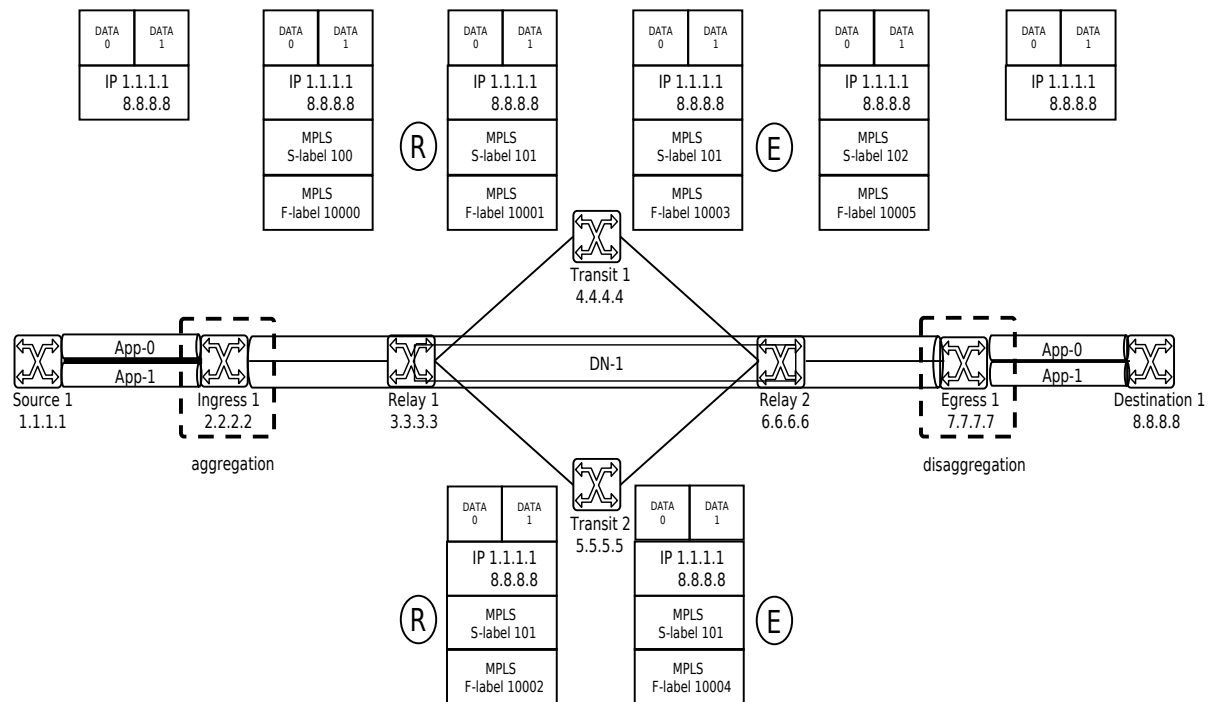 DATA
0
DATA
1
IP 1.1.1.1
8.8.8.8
DATA
0
DATA
1
IP 1.1.1.1
8.8.8.8
MPLS
S-label 100
MPLS
F-label 10000
R
DATA
0
DATA
1
IP 1.1.1.1
8.8.8.8
MPLS
S-label 101
MPLS
F-label 10001
DATA
0
DATA
1
IP 1.1.1.1
8.8.8.8
MPLS
S-label 101
MPLS
F-label 10003
E
DATA
0
DATA
1
IP 1.1.1.1
8.8.8.8
MPLS
S-label 102
MPLS
F-label 10005
DATA
0
DATA
1
IP 1.1.1.1
8.8.8.8
Transit 1
4.4.4.4
App-0
App-1
DN-1
App-0
App-1
Source 1
1.1.1.1
Ingress 1
2.2.2.2
Relay 1
3.3.3.3
Relay 2
6.6.6.6
Egress 1
7.7.7.7
Destination 1
8.8.8.8
aggregation
disaggregation
Transit 2
5.5.5.5
R
DATA
0
DATA
1
IP 1.1.1.1
8.8.8.8
MPLS
S-label 101
MPLS
F-label 10002
DATA
0
DATA
1
IP 1.1.1.1
8.8.8.8
MPLS
S-label 101
MPLS
F-label 10004
E